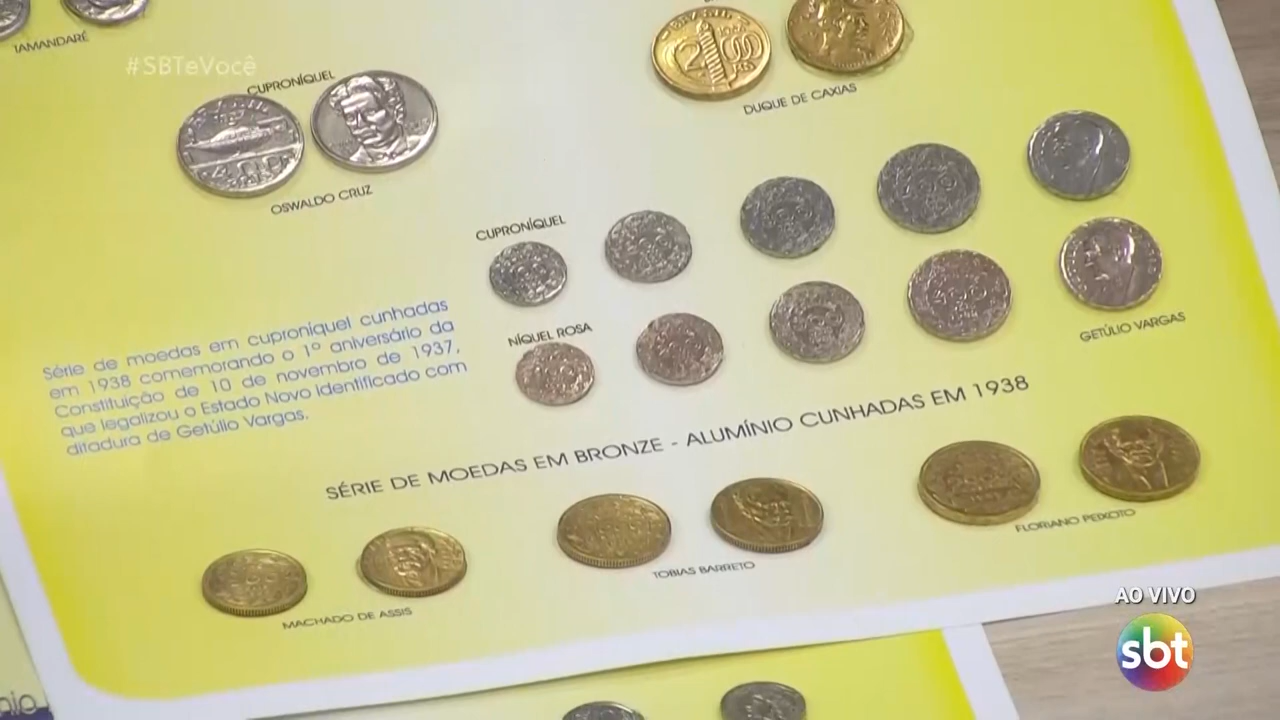 TAMANDARÉ
#SBTeVocê
CUPRONÍQUEL
OSWALDO CRUZ
DUQUE DE CAXIAS
CUPRONÍQUEL
NÍQUEL ROSA
GETÚLIO VARGAS
Série de moedas em cuproníquel cunhadas
em 1938 comemorando o 1º aniversário da
Constituição de 10 de novembro de 1937,
que legalizou o Estado Novo identificado com
ditadura de Getúlio Vargas.
SÉRIE DE MOEDAS EM BRONZE - ALUMÍNIO CUNHADAS EM 1938
MACHADO DE ASSIS
TOBIAS BARRETO
FLORIANO PEIXOTO
AO VIVO
sbt